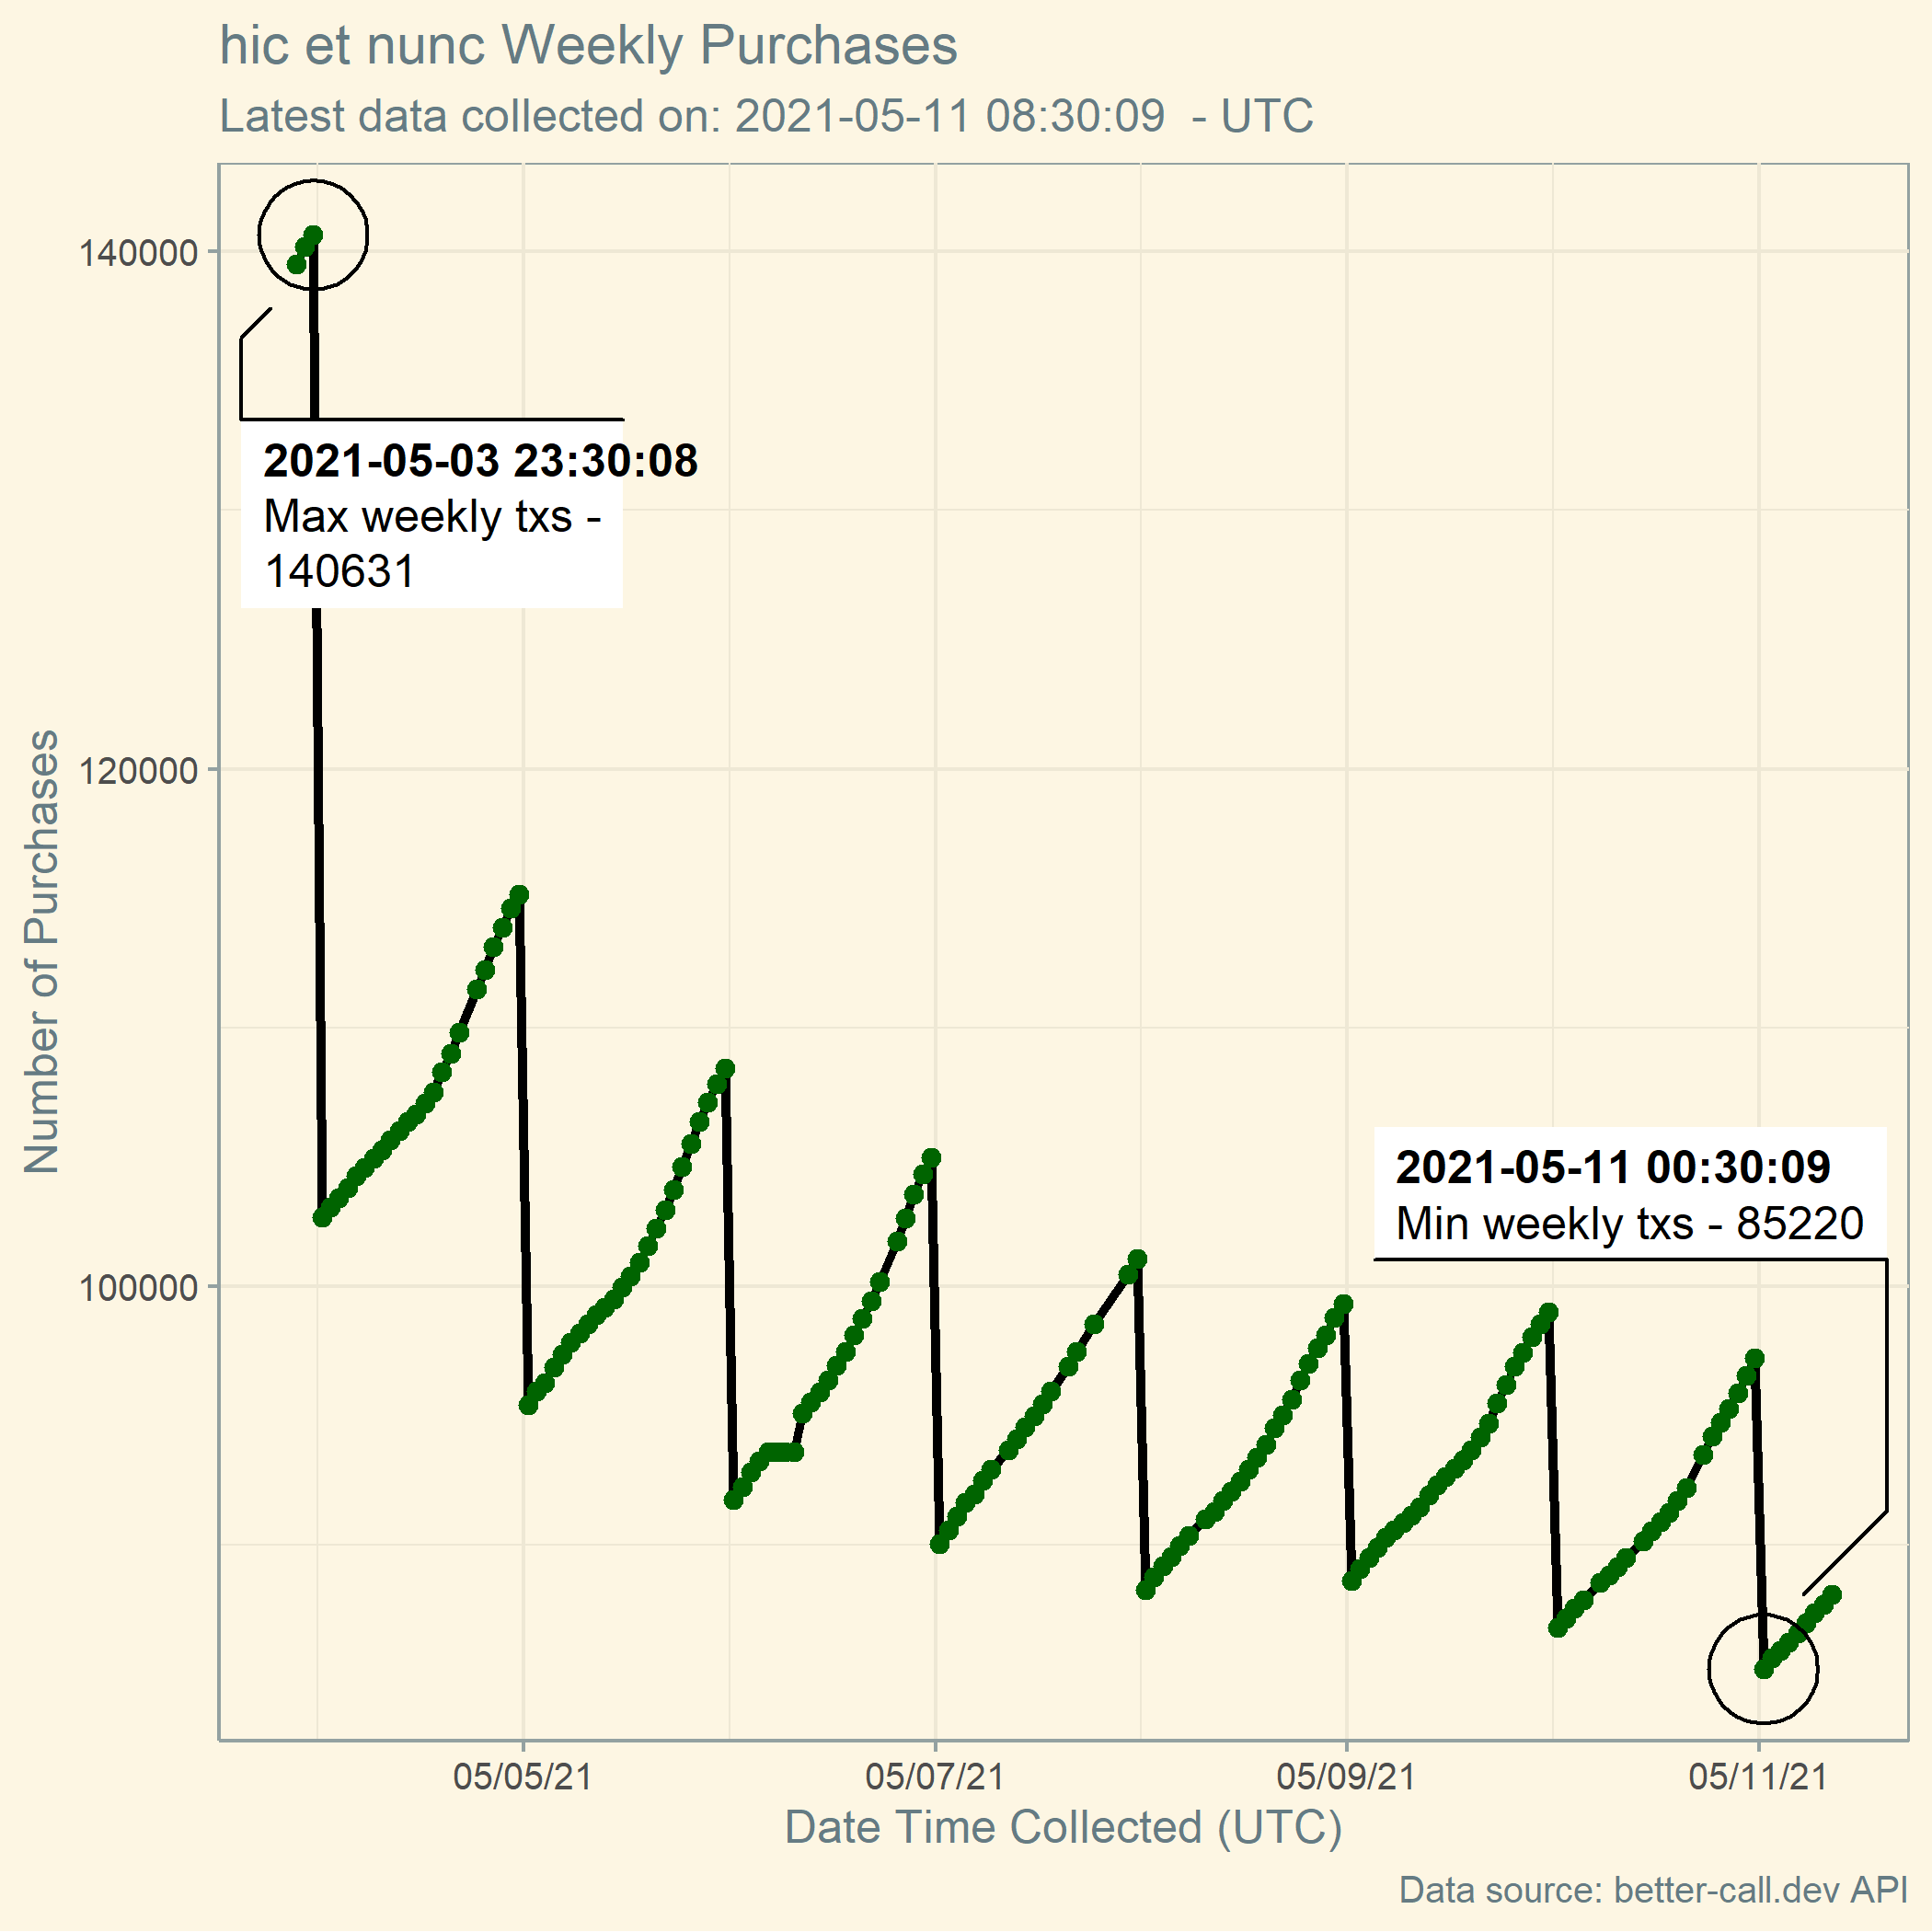 hic et nunc Weekly Purchases
Latest data collected on: 2021-05-11 08:30:09  - UTC
140000
2021-05-03 23:30:08
Max weekly txs -
140631
120000
Number of Purchases
2021-05-11 00:30:09
Min weekly txs - 85220
100000
05/05/21
05/07/21
05/09/21
05/11/21
Date Time Collected (UTC)
Data source: better-call.dev API